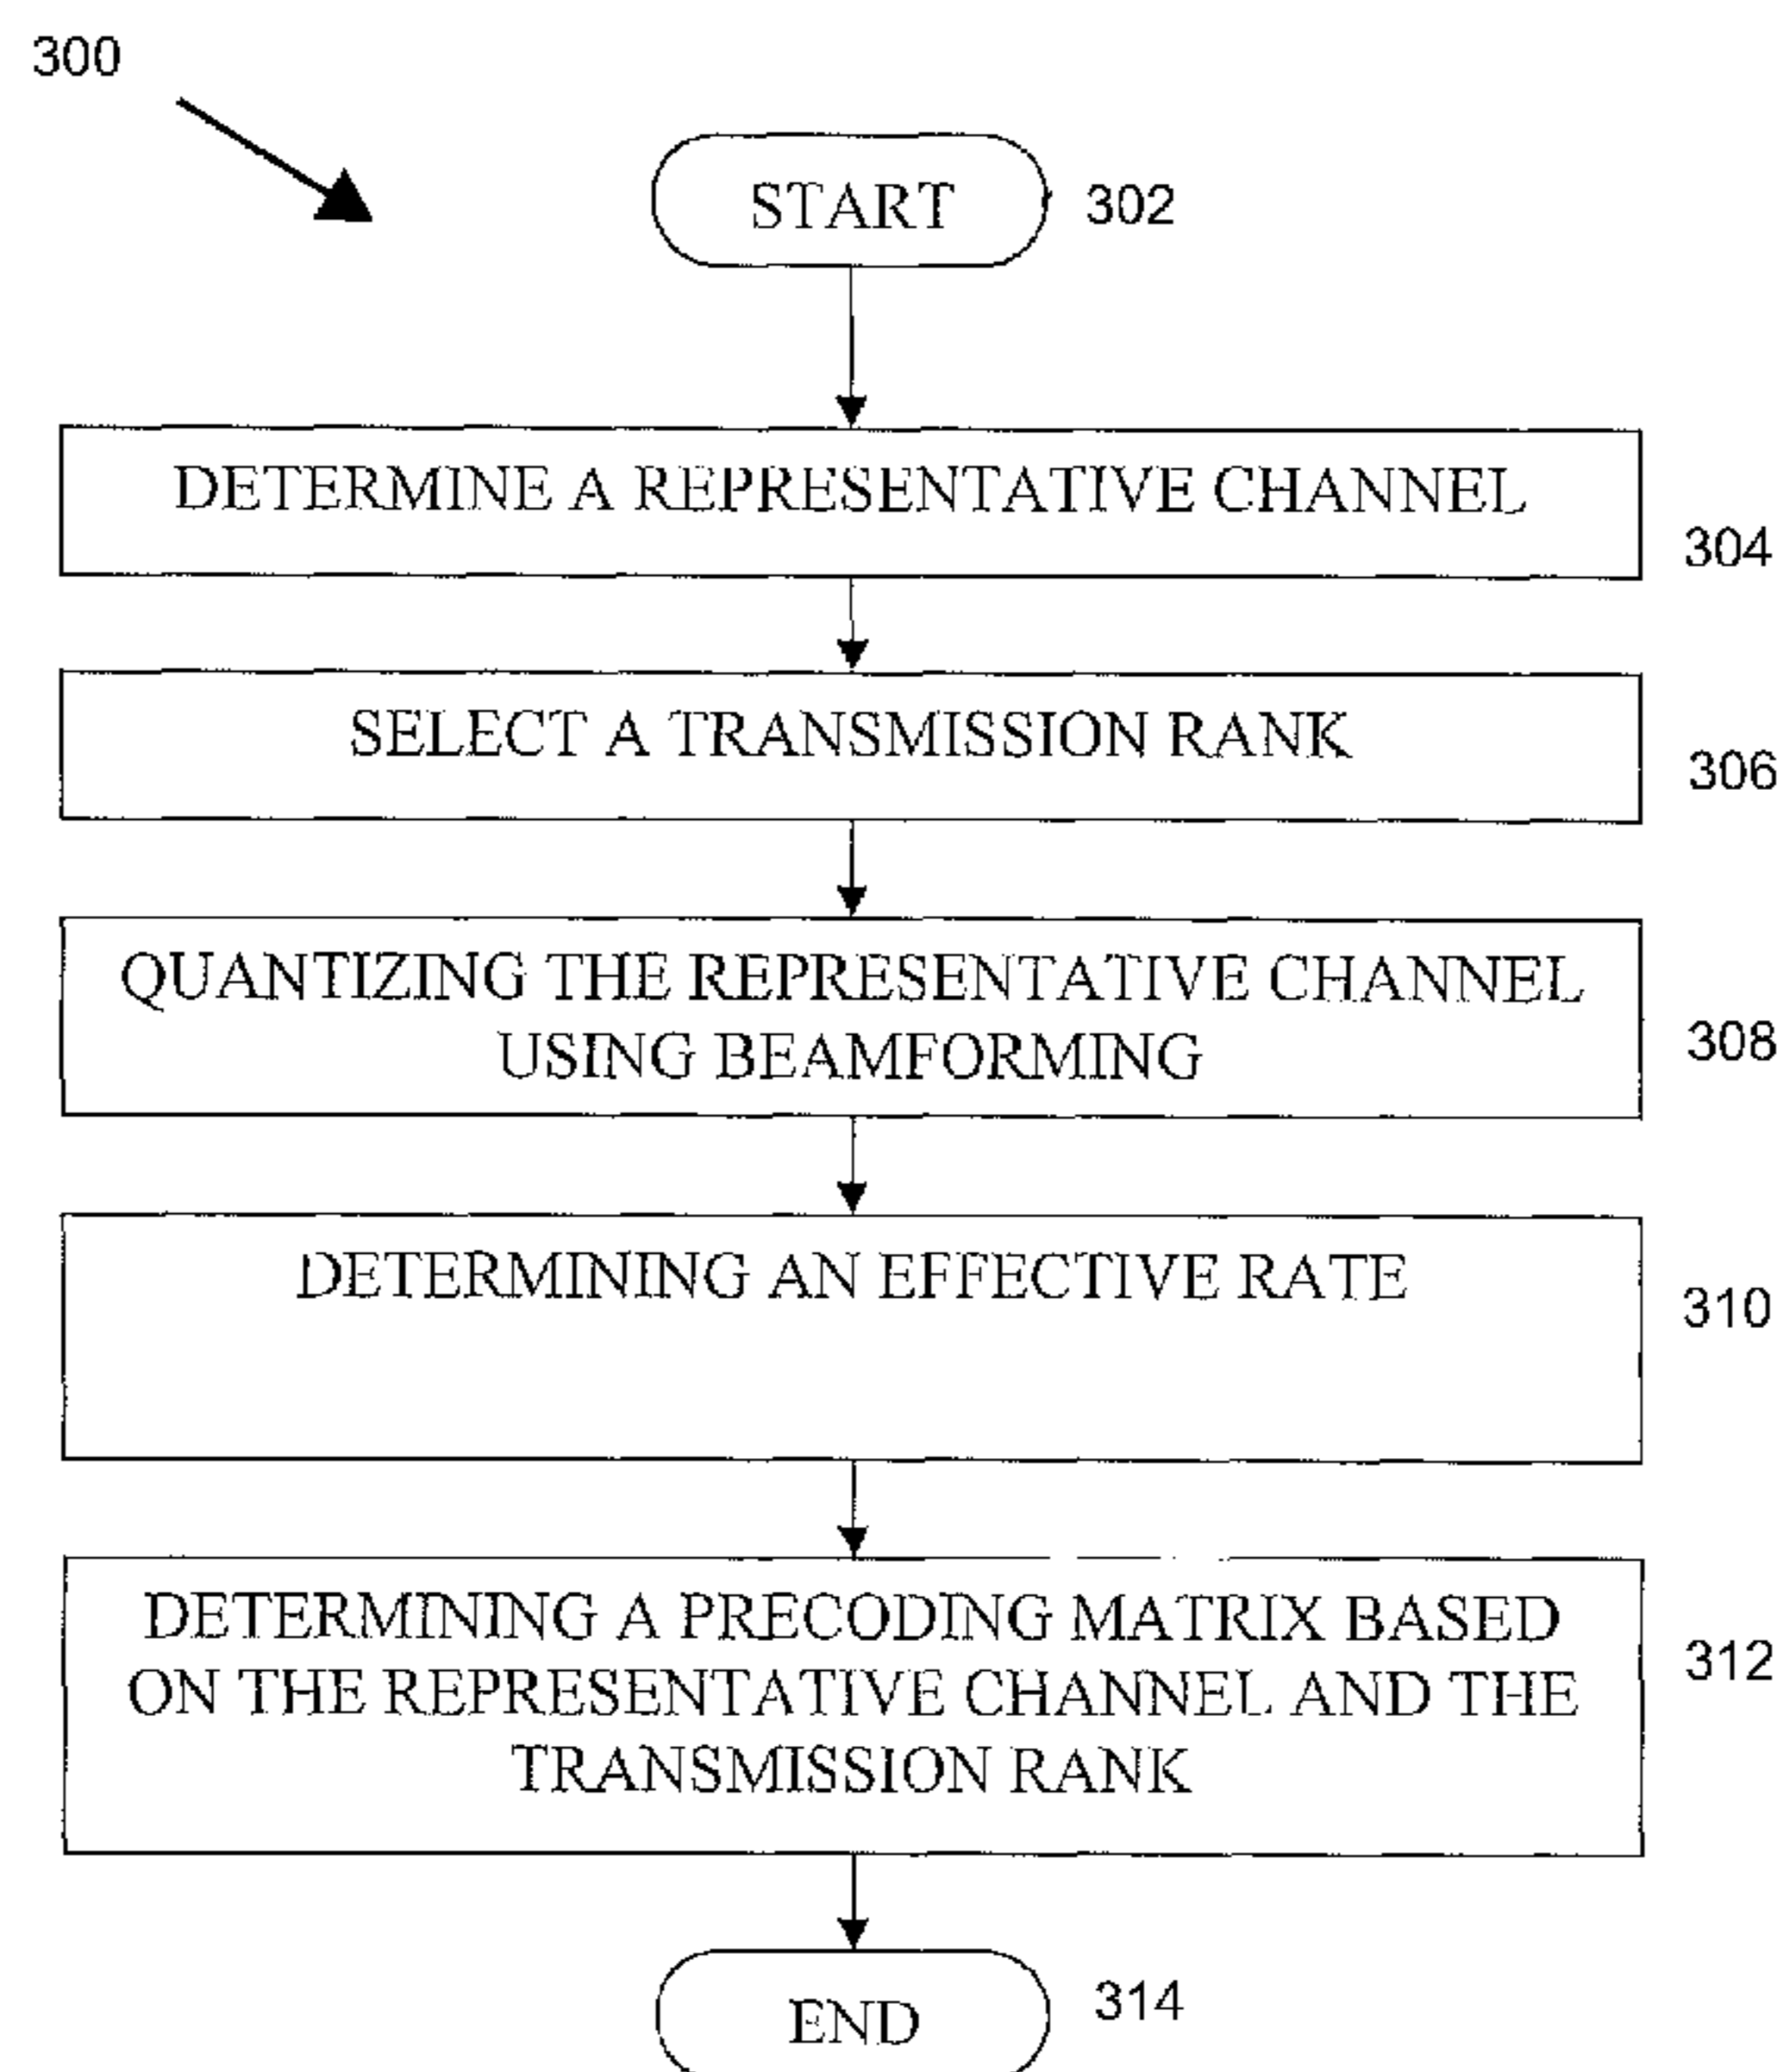 300
START
302
DETERMINE A REPRESENTATIVE CHANNEL
304
SELECT A TRANSMISSION RANK
306
QUANTIZING THE REPRESENTATIVE CHANNEL
USING BEAMFORMING
308
DETERMINING AN EFFECTIVE RATE
310
DETERMINING A PRECODING MATRIX BASED
ON THE REPRESENTATIVE CHANNEL AND THE
TRANSMISSION RANK
312
END
314